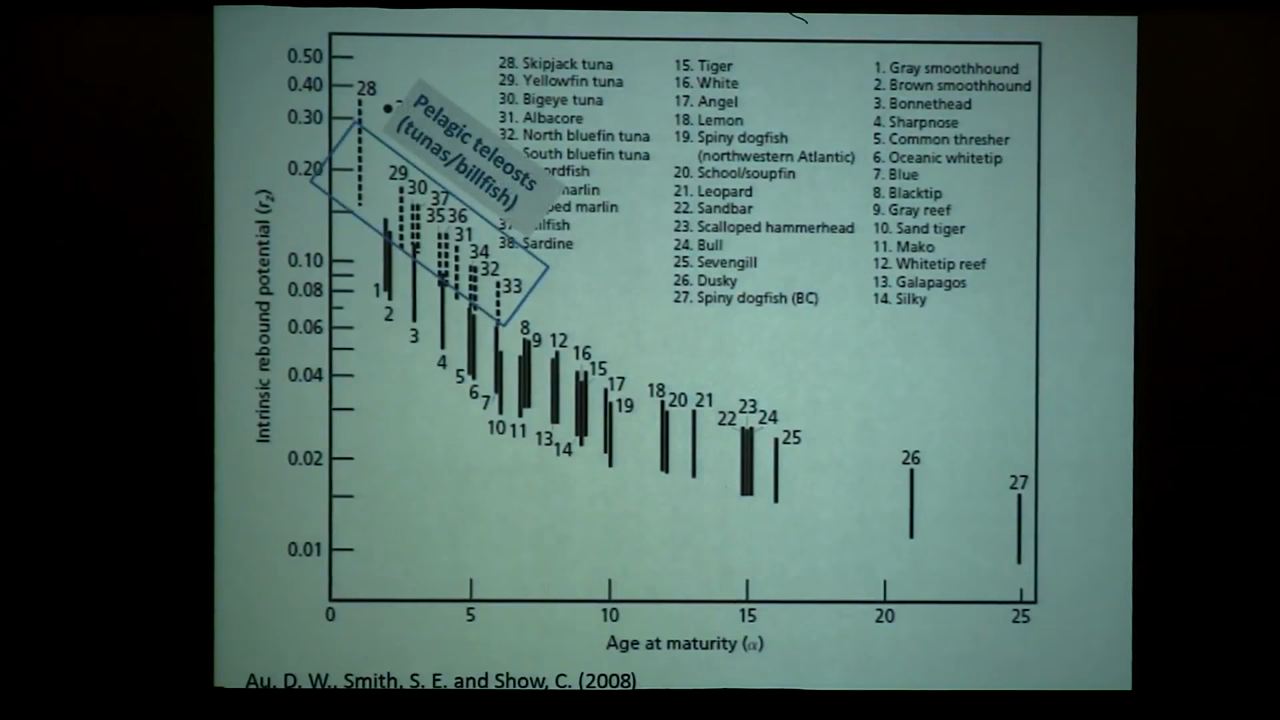 0.50
0.40
0.30
0.20
0.10
0.08
0.06
0.04
0.02
0.01
Intrinsic rebound potential (r₂)
28
29
30
37
35 36
31
34
32
33
1
2
3
4
5
6
7
8
9
10
11
12
13
14
16
15
17
19
18
20
21
22
23
24
25
26
27
Pelagic teleosts
(tunas/billfish)
28. Skipjack tuna
29. Yellowfin tuna
30. Bigeye tuna
31. Albacore
32. North bluefin tuna
South bluefin tuna
marlin
marlin
38. Sardine
15. Tiger
16. White
17. Angel
18. Lemon
19. Spiny dogfish
(northwestern Atlantic)
20. School/soupfin
21. Leopard
22. Sandbar
23. Scalloped hammerhead
24. Bull
25. Sevengill
26. Dusky
27. Spiny dogfish (BC)
1. Gray smoothhound
2. Brown smoothhound
3. Bonnethead
4. Sharpnose
5. Common thresher
6. Oceanic whitetip
7. Blue
8. Blacktip
9. Gray reef
10. Sand tiger
11. Mako
12. Whitetip reef
13. Galapagos
14. Silky
0 5 10 15 20 25
Age at maturity (α)
Au, D. W., Smith, S. E. and Show, C. (2008)